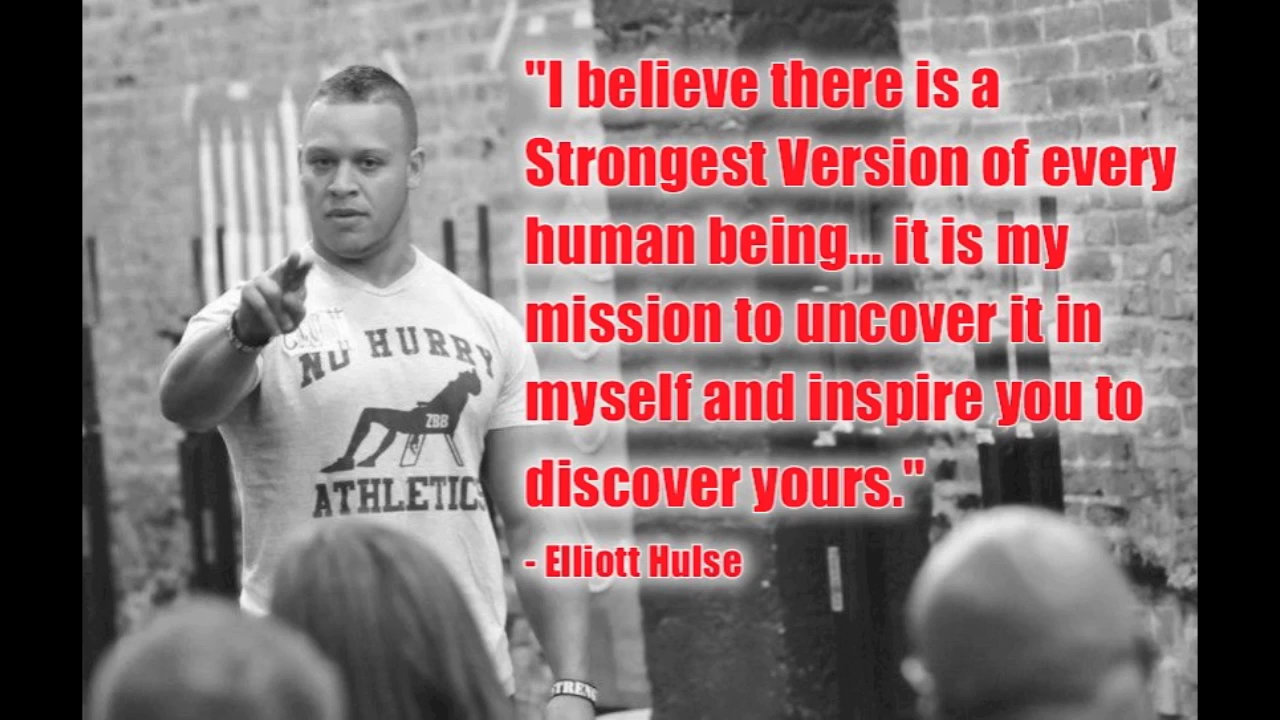 "I believe there is a
Strongest Version of every
human being... it is my
mission to uncover it in
myself and inspire you to
discover yours."
- Elliott Hulse
NO HURRY
ZBB
ATHLETICS
STREN